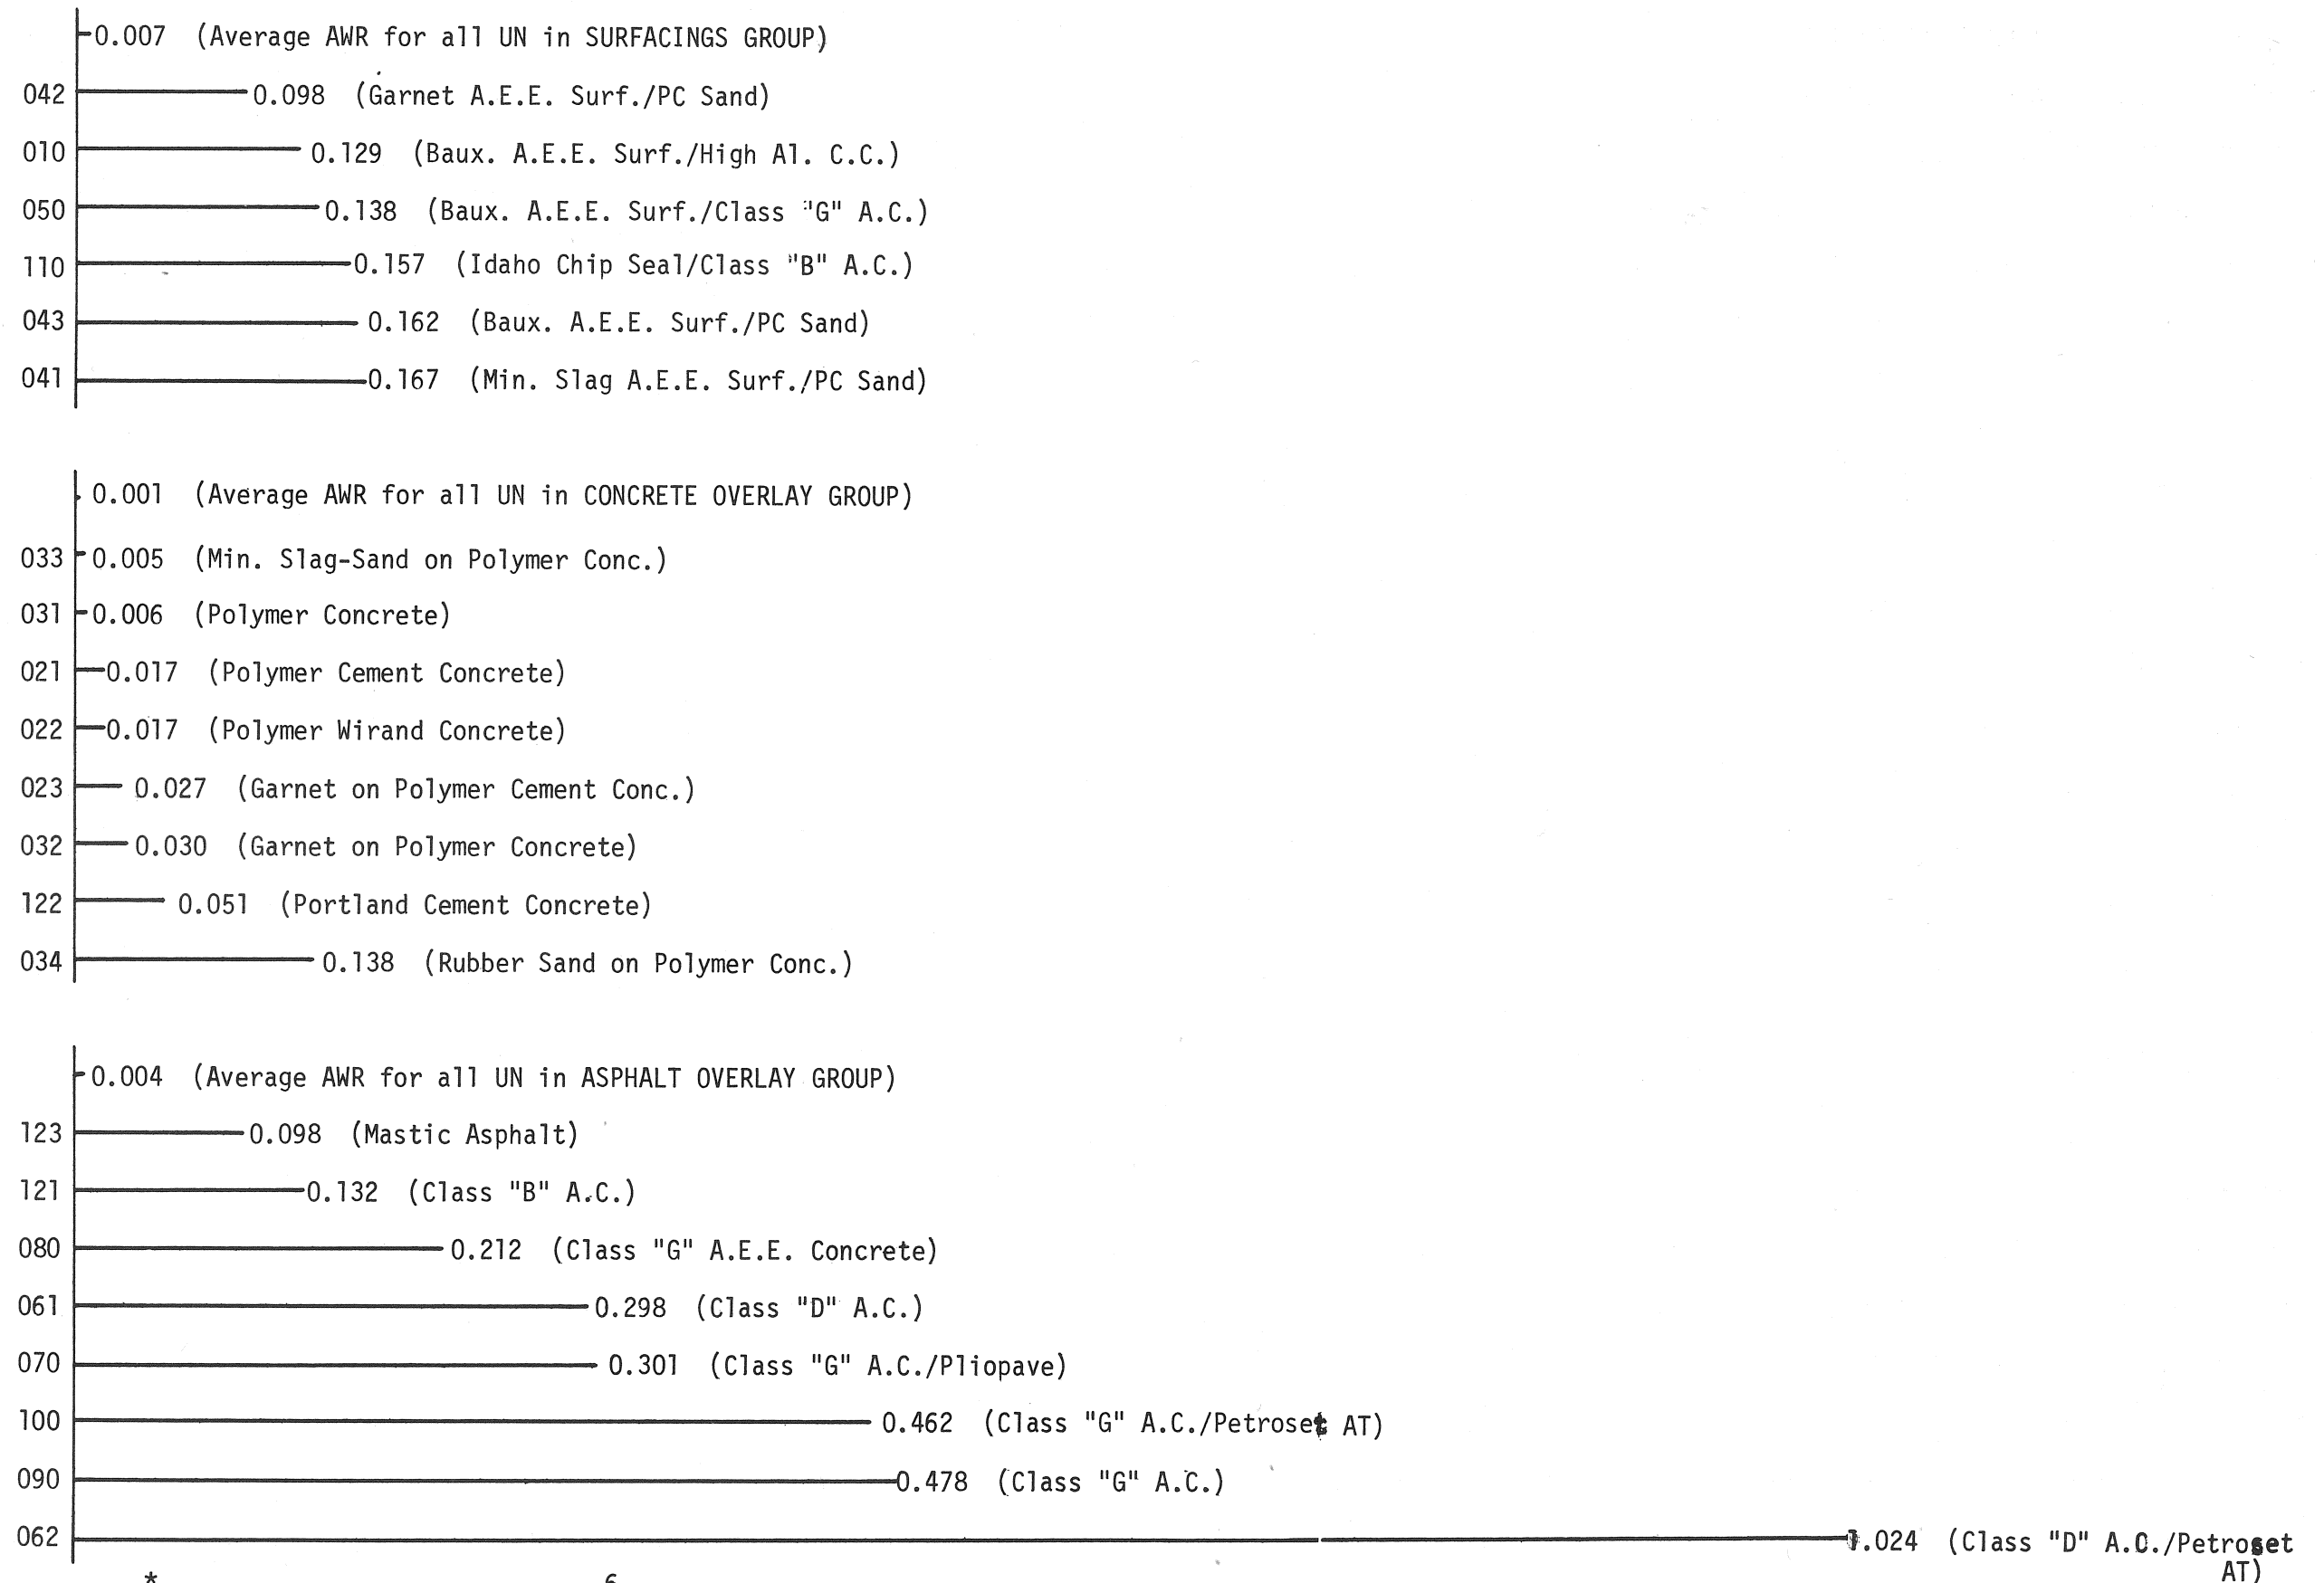 0.007 (Average AWR for all UN in SURFACINGS GROUP)
042 0.098 (Garnet A.E.E. Surf./PC Sand)
010 0.129 (Baux. A.E.E. Surf./High Al. C.C.)
050 0.138 (Baux. A.E.E. Surf./Class "G" A.C.)
110 0.157 (Idaho Chip Seal/Class "B" A.C.)
043 0.162 (Baux. A.E.E. Surf./PC Sand)
041 0.167 (Min. Slag A.E.E. Surf./PC Sand)
0.001 (Average AWR for all UN in CONCRETE OVERLAY GROUP)
033 0.005 (Min. Slag-Sand on Polymer Conc.)
031 0.006 (Polymer Concrete)
021 0.017 (Polymer Cement Concrete)
022 0.017 (Polymer Wirand Concrete)
023 0.027 (Garnet on Polymer Cement Conc.)
032 0.030 (Garnet on Polymer Concrete)
122 0.051 (Portland Cement Concrete)
034 0.138 (Rubber Sand on Polymer Conc.)
0.004 (Average AWR for all UN in ASPHALT OVERLAY GROUP)
123 0.098 (Mastic Asphalt)
121 0.132 (Class "B" A.C.)
080 0.212 (Class "G" A.E.E. Concrete)
061 0.298 (Class "D" A.C.)
070 0.301 (Class "G" A.C./Pliopave)
100 0.462 (Class "G" A.C./Petroset AT)
090 0.478 (Class "G" A.C.)
062 1.024 (Class "D" A.C./Petroset
AT)
*